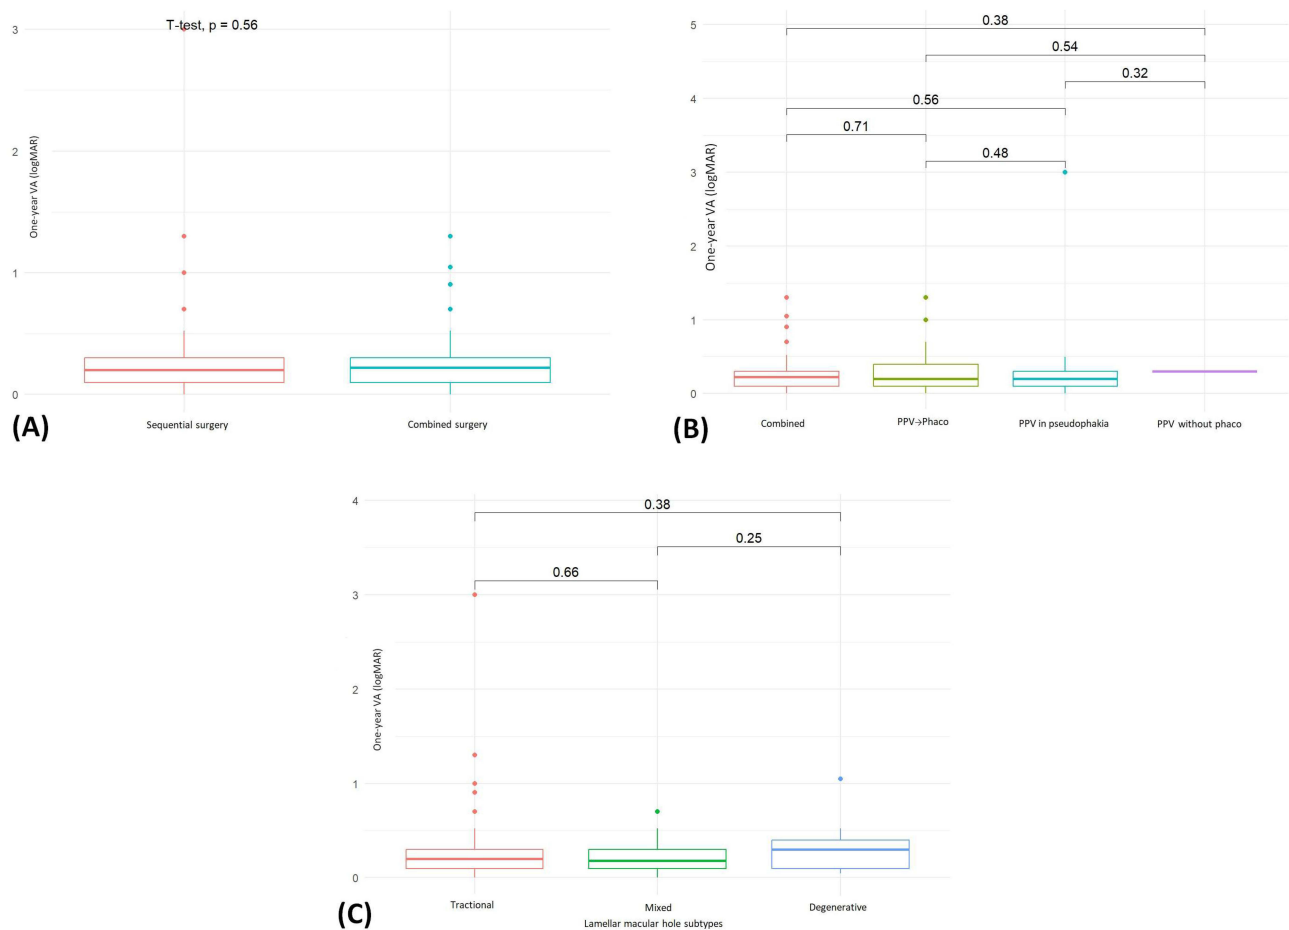 T-test, p = 0.56
3
2
1
0
One-year VA (logMAR)
Sequential surgery
Combined surgery
(A)
0.38
0.54
0.32
0.56
0.71
0.48
5
4
3
2
1
0
One-year VA (logMAR)
Combined
PPV→Phaco
PPV in pseudophakia
PPV without phaco
(B)
0.38
0.25
0.66
4
3
2
1
0
One-year VA (logMAR)
Tractional
Mixed
Degenerative
Lamellar macular hole subtypes
(C)